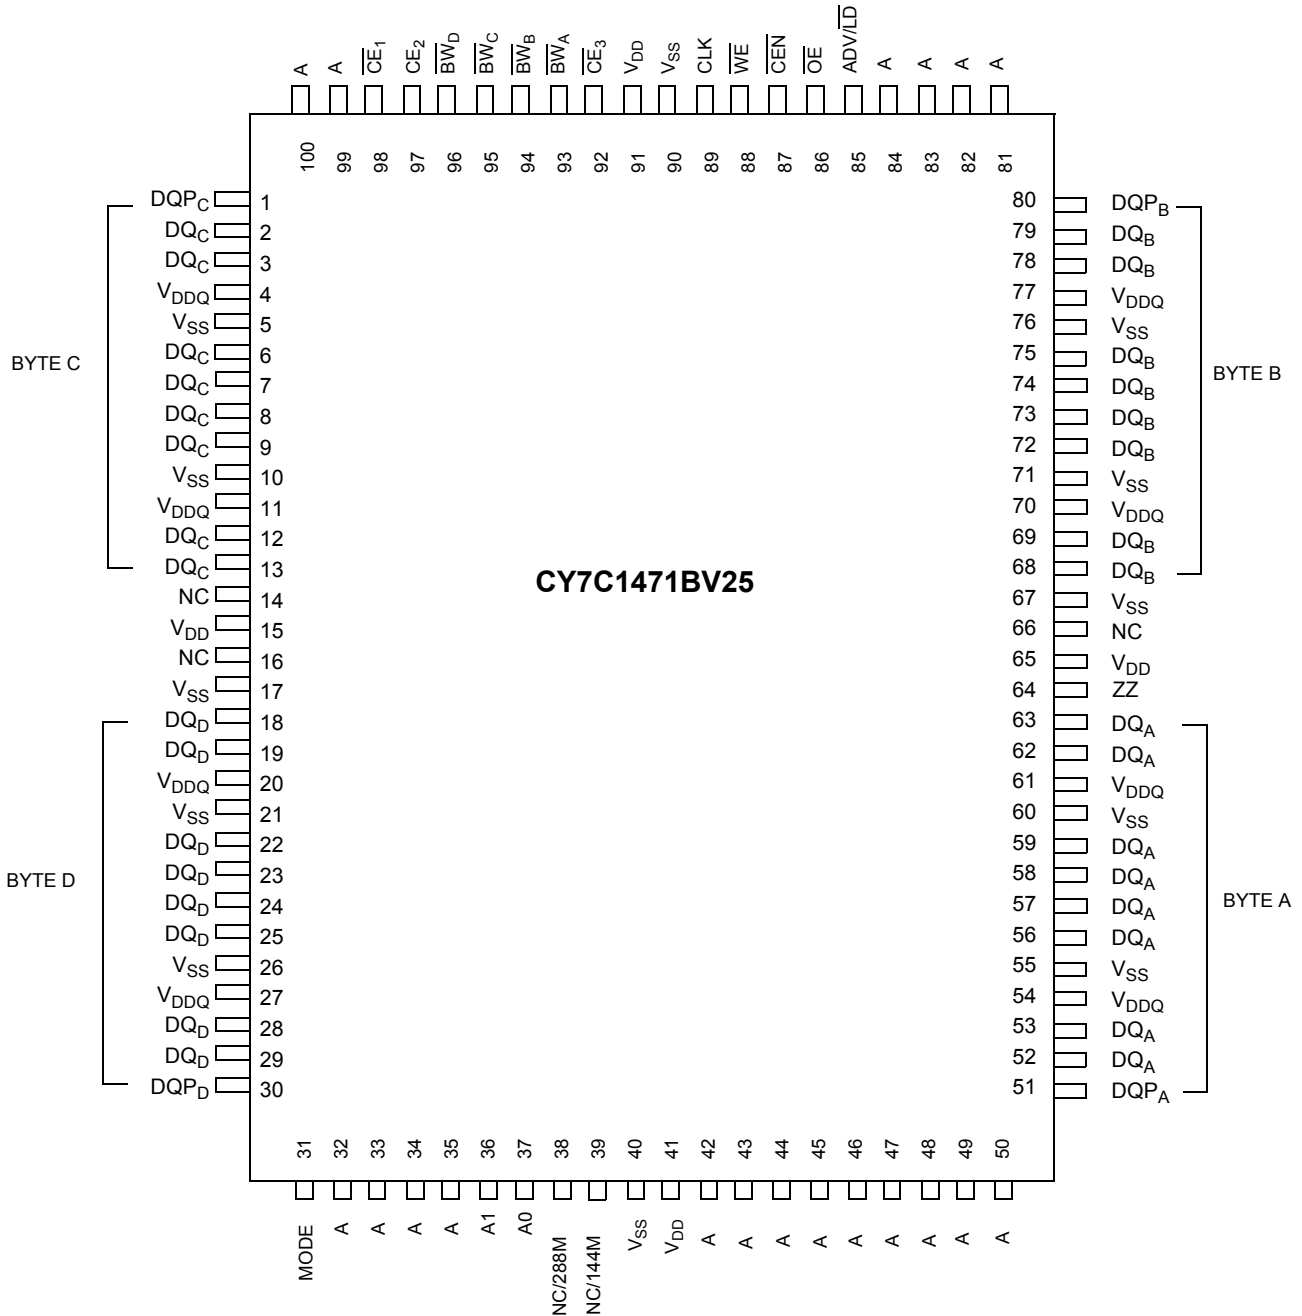 A A CE1 CE2 BWD BWC BWB BWA CE3 VDD VSS CLK WE CEN OE ADV/LD A A A A
100 99 98 97 96 95 94 93 92 91 90 89 88 87 86 85 84 83 82 81
DQPC 1 80 DQPB
DQC 2 79 DQB
DQC 3 78 DQB
VDDQ 4 77 VDDQ
VSS 5 76 VSS
DQC 6 75 DQB
BYTE C
BYTE B
DQC 7 74 DQB
DQC 8 73 DQB
DQC 9 72 DQB
VSS 10 71 VSS
VDDQ 11 70 VDDQ
DQC 12 69 DQB
DQC 13 68 DQB
CY7C1471BV25
NC 14 67 VSS
VDD 15 66 NC
NC 16 65 VDD
VSS 17 64 ZZ
DQD 18 63 DQA
DQD 19 62 DQA
VDDQ 20 61 VDDQ
VSS 21 60 VSS
DQD 22 59 DQA
DQD 23 58 DQA
BYTE D
BYTE A
DQD 24 57 DQA
DQD 25 56 DQA
VSS 26 55 VSS
VDDQ 27 54 VDDQ
DQD 28 53 DQA
DQD 29 52 DQA
DQPD 30 51 DQPA
31 32 33 34 35 36 37 38 39 40 41 42 43 44 45 46 47 48 49 50
MODE A A A A A1 A0 NC/288M NC/144M VSS VDD A A A A A A A A A